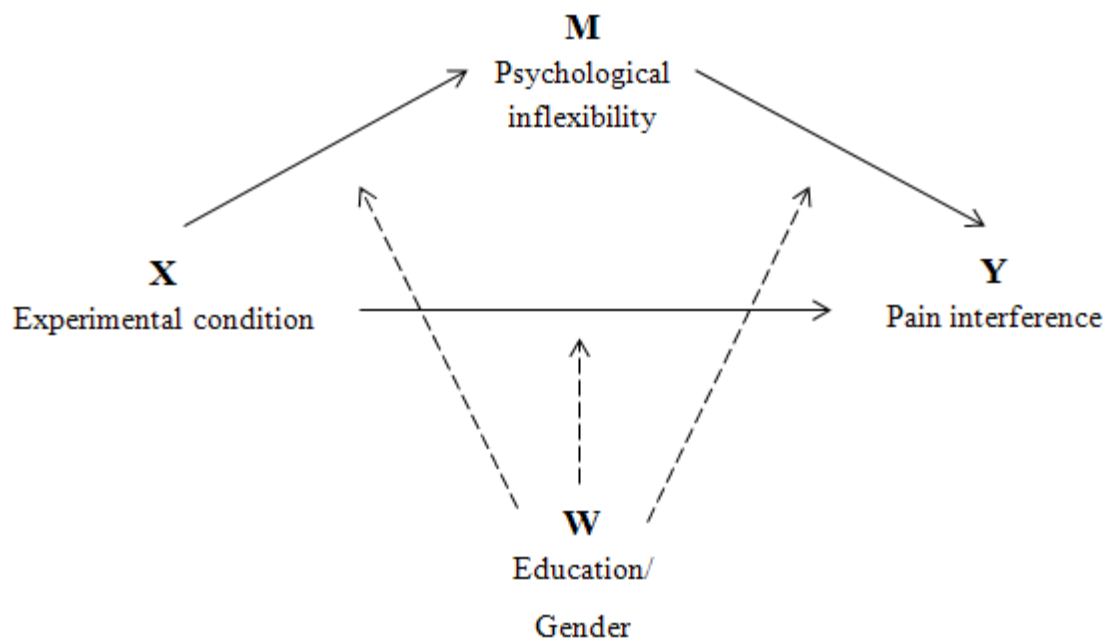 M
Psychological
inflexibility
X
Experimental condition
Y
Pain interference
W
Education/
Gender